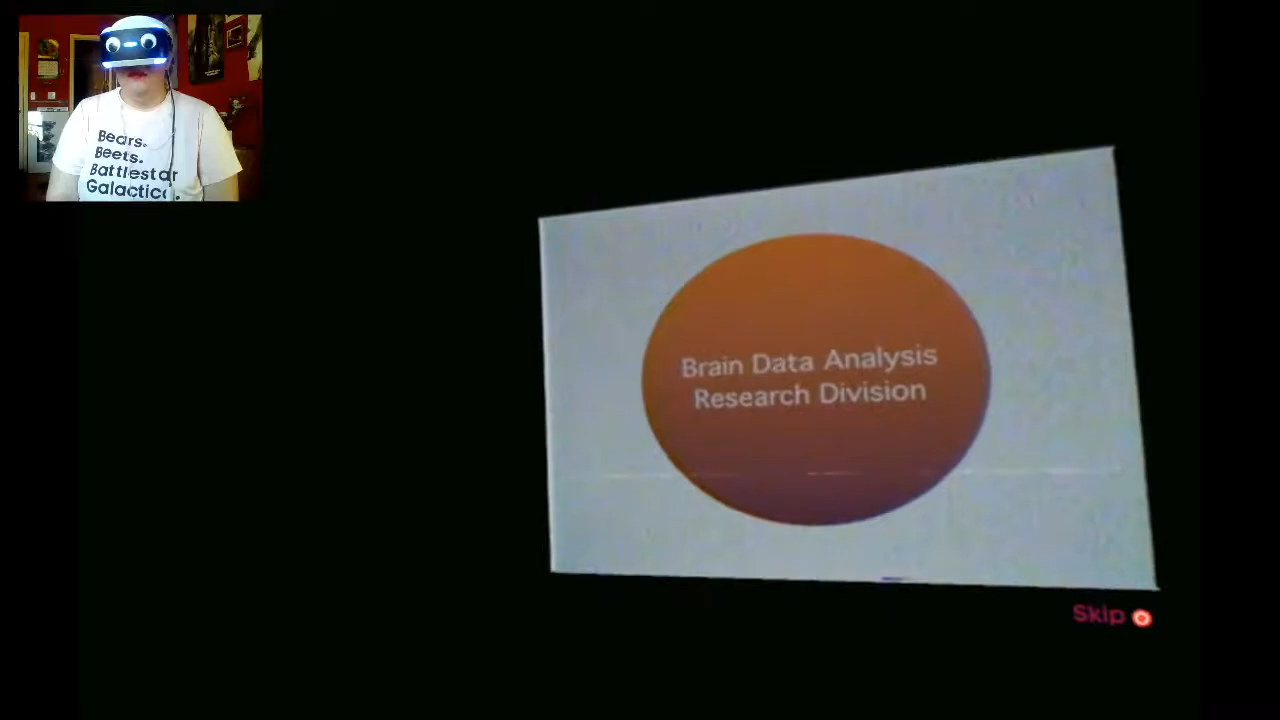 Bears.
Beets.
Battlestar
Galactica.
Brain Data Analysis
Research Division
Skip